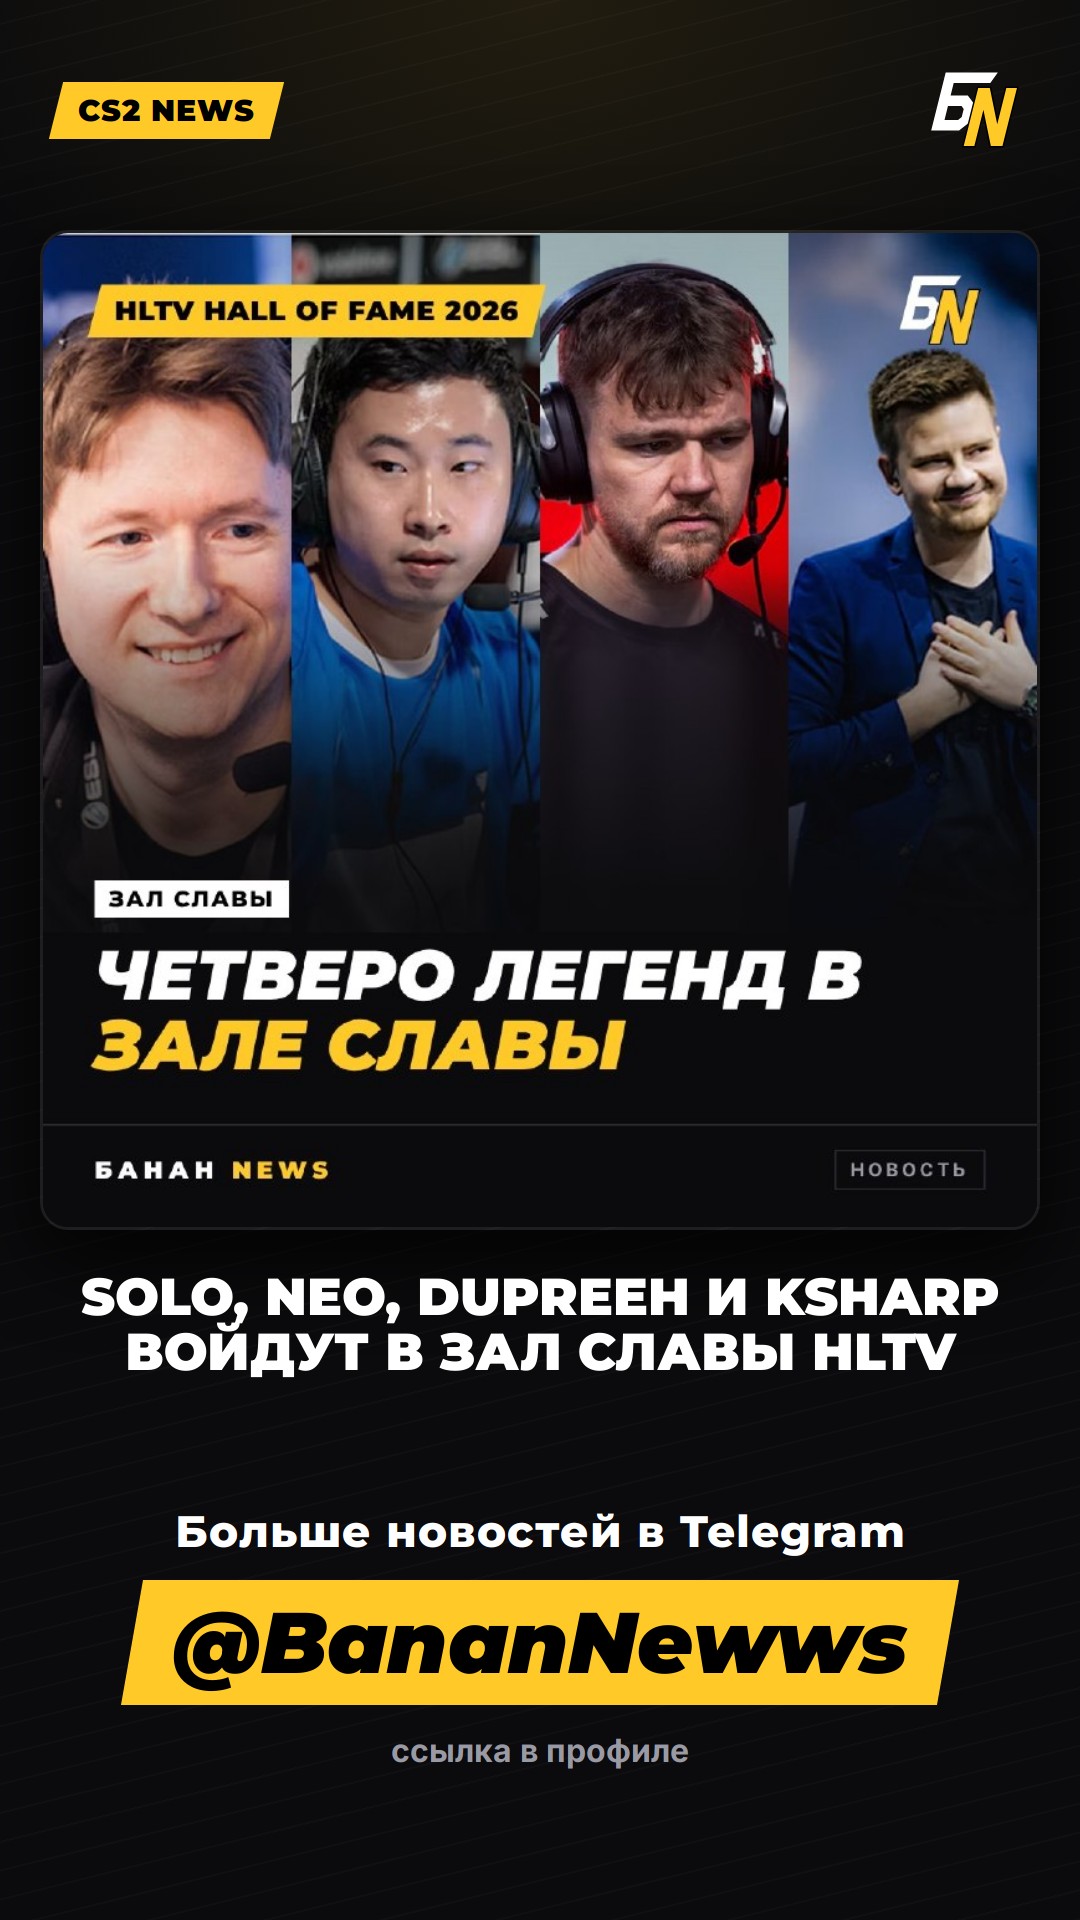 CS2 NEWS
БN
HLTV HALL OF FAME 2026
БN
ESL
ЗАЛ СЛАВЫ
ЧЕТВЕРО ЛЕГЕНД В
ЗАЛЕ СЛАВЫ
БАНАН NEWS
НОВОСТЬ
SOLO, NEO, DUPREEH И KSHARP
ВОЙДУТ В ЗАЛ СЛАВЫ HLTV
Больше новостей в Telegram
@BananNewws
ссылка в профиле